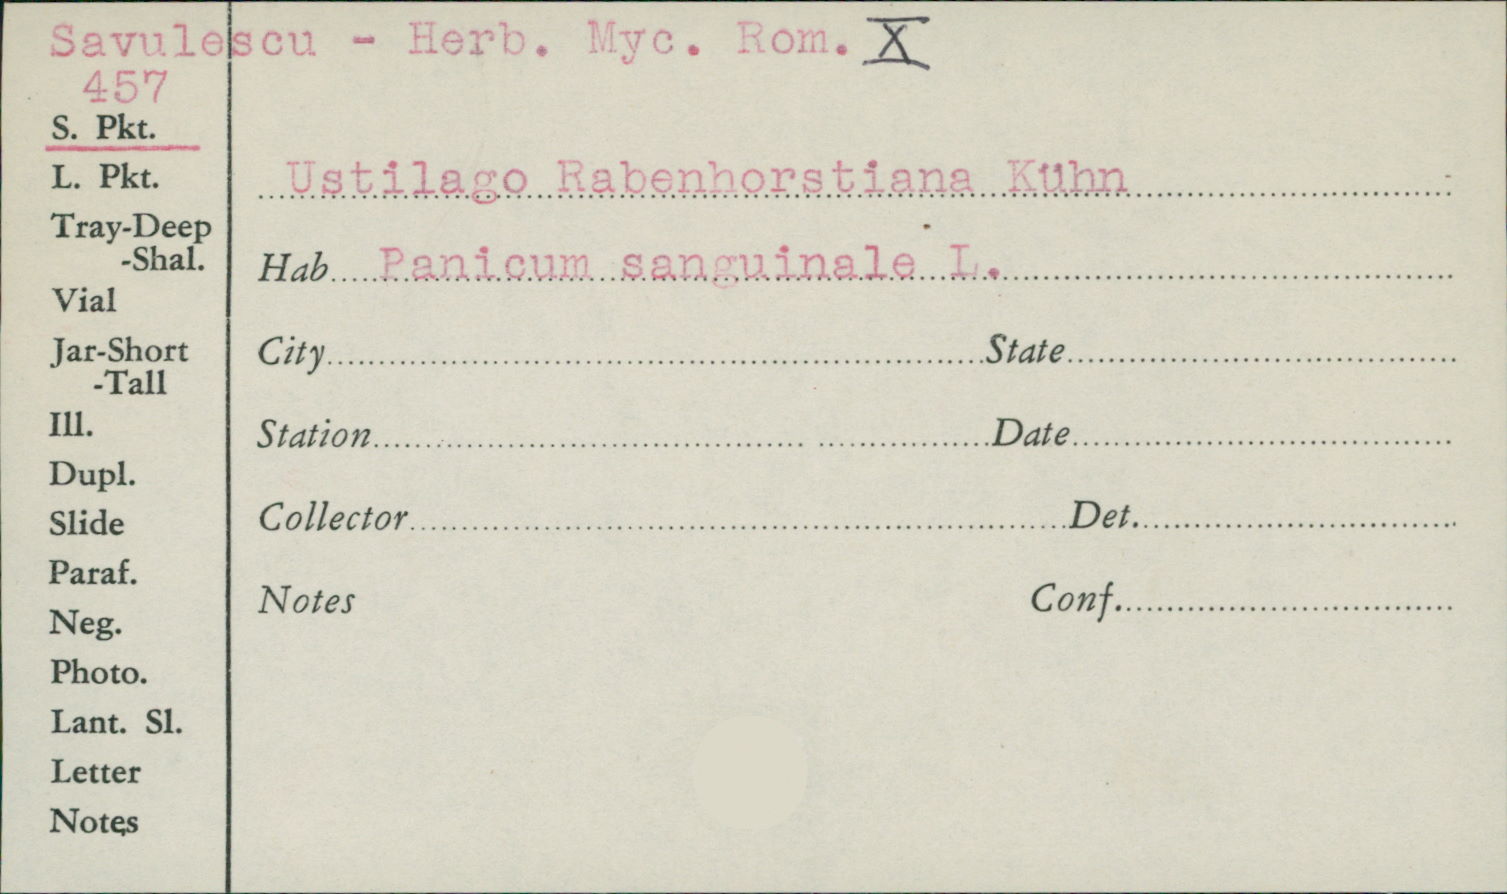 Savulescu - Herb. Myc. Rom. X
457
S. Pkt.
L. Pkt.
Tray-Deep
-Shal.
Vial
Jar-Short
-Tall
Ill.
Dupl.
Slide
Paraf.
Neg.
Photo.
Lant. Sl.
Letter
Notes
Ustilago Rabenhorstiana Kühn
Hab. Panicum sanguinale L.
City State
Station Date
Collector Det.
Notes Conf.